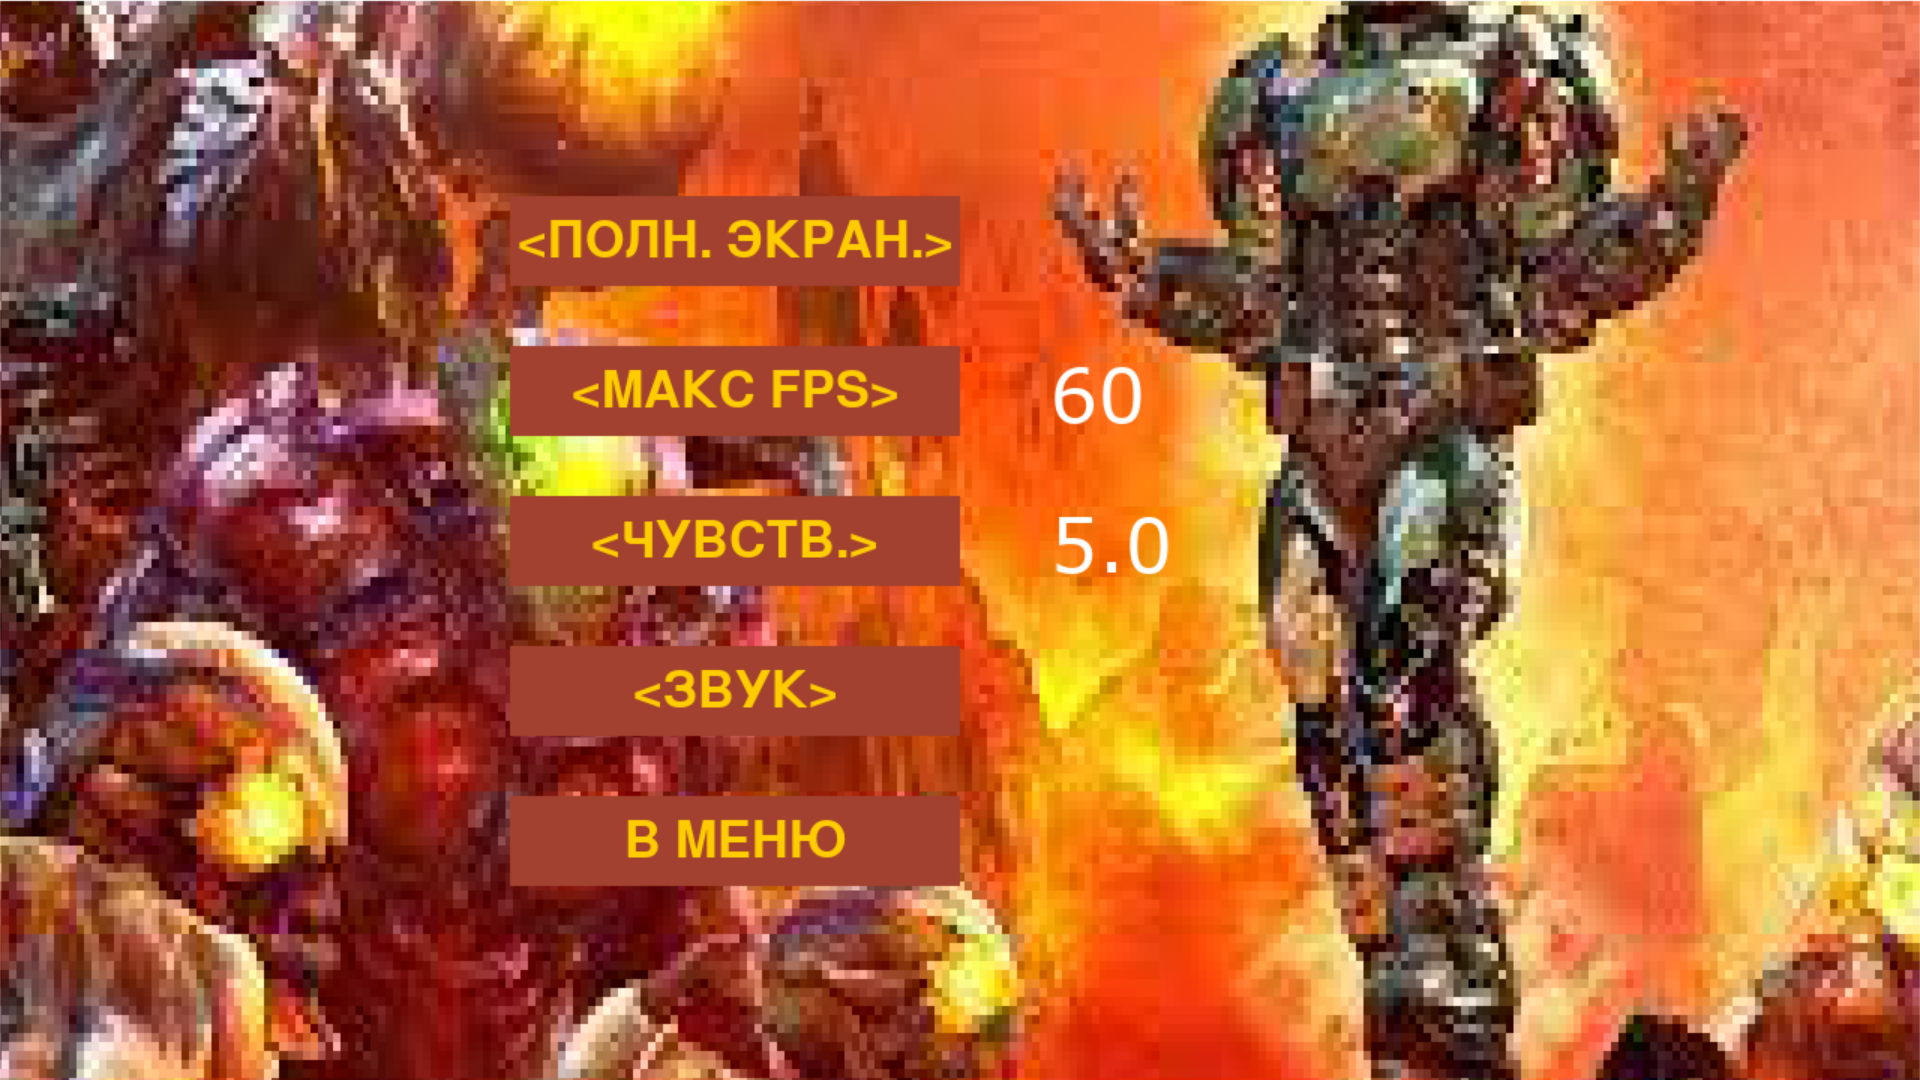 <ПОЛН. ЭКРАН.>
<МАКС FPS> 60
<ЧУВСТВ.> 5.0
<ЗВУК>
В МЕНЮ